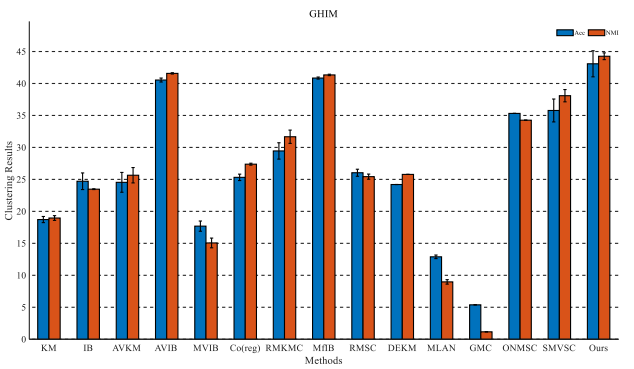 GHIM
Acc NMI
45
40
35
30
25
20
15
10
5
0
Clustering Results
KM IB AVKM AVIB MVIB Co(reg) RMKMC MfIB RMSC DEKM MLAN GMC ONMSC SMVSC Ours
Methods